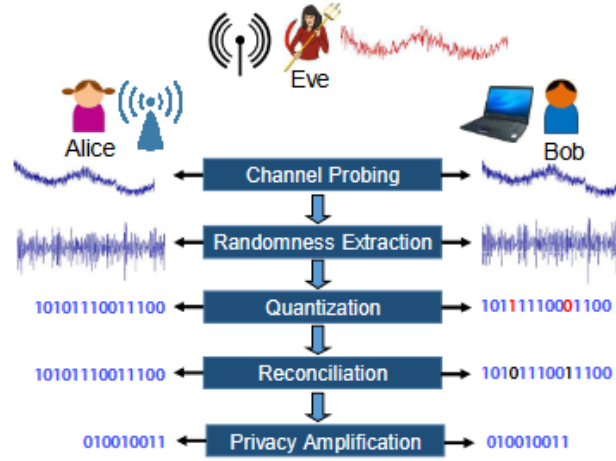 Eve
Alice
Bob
Channel Probing
Randomness Extraction
10101110011100 Quantization 10111110001100
10101110011100 Reconciliation 10101110011100
010010011 Privacy Amplification 010010011